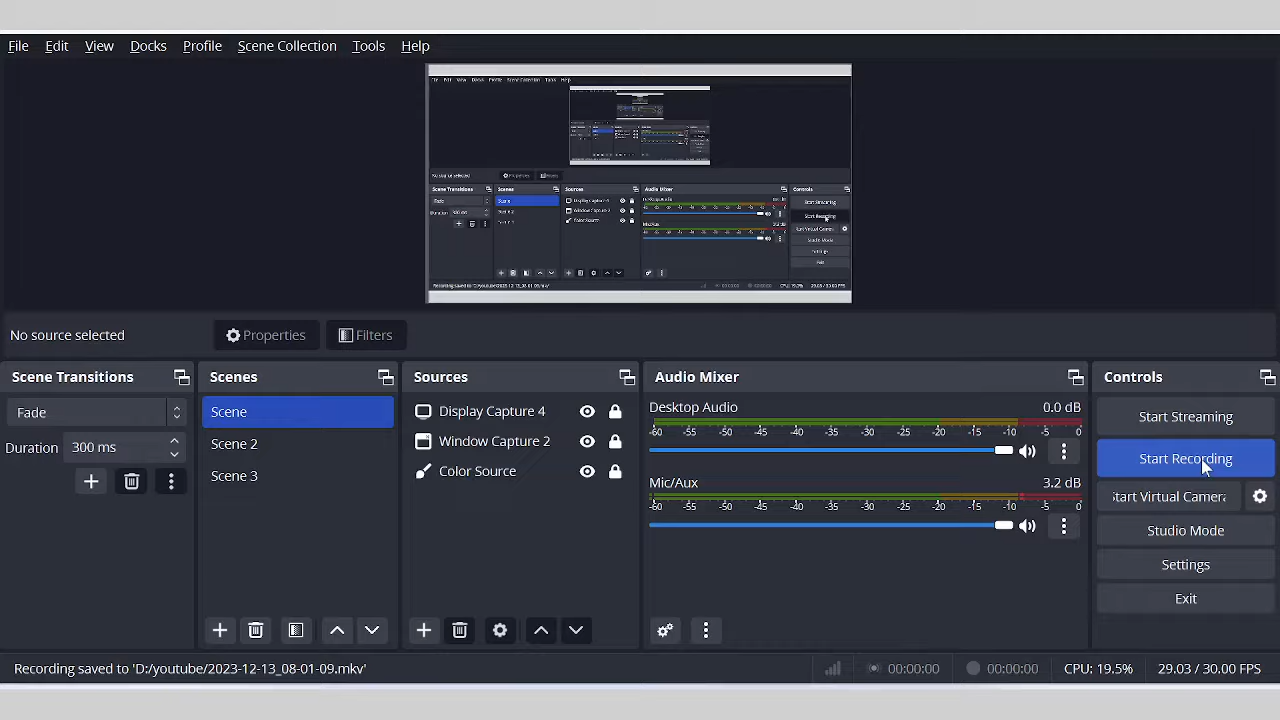 File Edit View Docks Profile Scene Collection Tools Help
No source selected Properties Filters
Scene Transitions Scenes Sources Audio Mixer Controls
Fade
Duration 300 ms
Scene
Scene 2
Scene 3
Display Capture 4
Window Capture 2
Color Source
Desktop Audio 0.0 dB
-60 -55 -50 -45 -40 -35 -30 -25 -20 -15 -10 -5 0
Mic/Aux 3.2 dB
-60 -55 -50 -45 -40 -35 -30 -25 -20 -15 -10 -5 0
Start Streaming
Start Recording
tart Virtual Camera
Studio Mode
Settings
Exit
Recording saved to 'D:/youtube/2023-12-13_08-01-09.mkv' 00:00:00 00:00:00 CPU: 19.5% 29.03 / 30.00 FPS